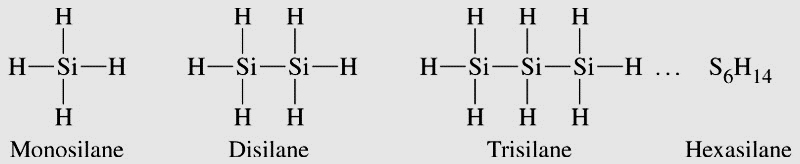 H H H H H H
H—Si—H H—Si—Si—H H—Si—Si—Si—H ... S₆H₁₄
H H H H H H
Monosilane Disilane Trisilane Hexasilane